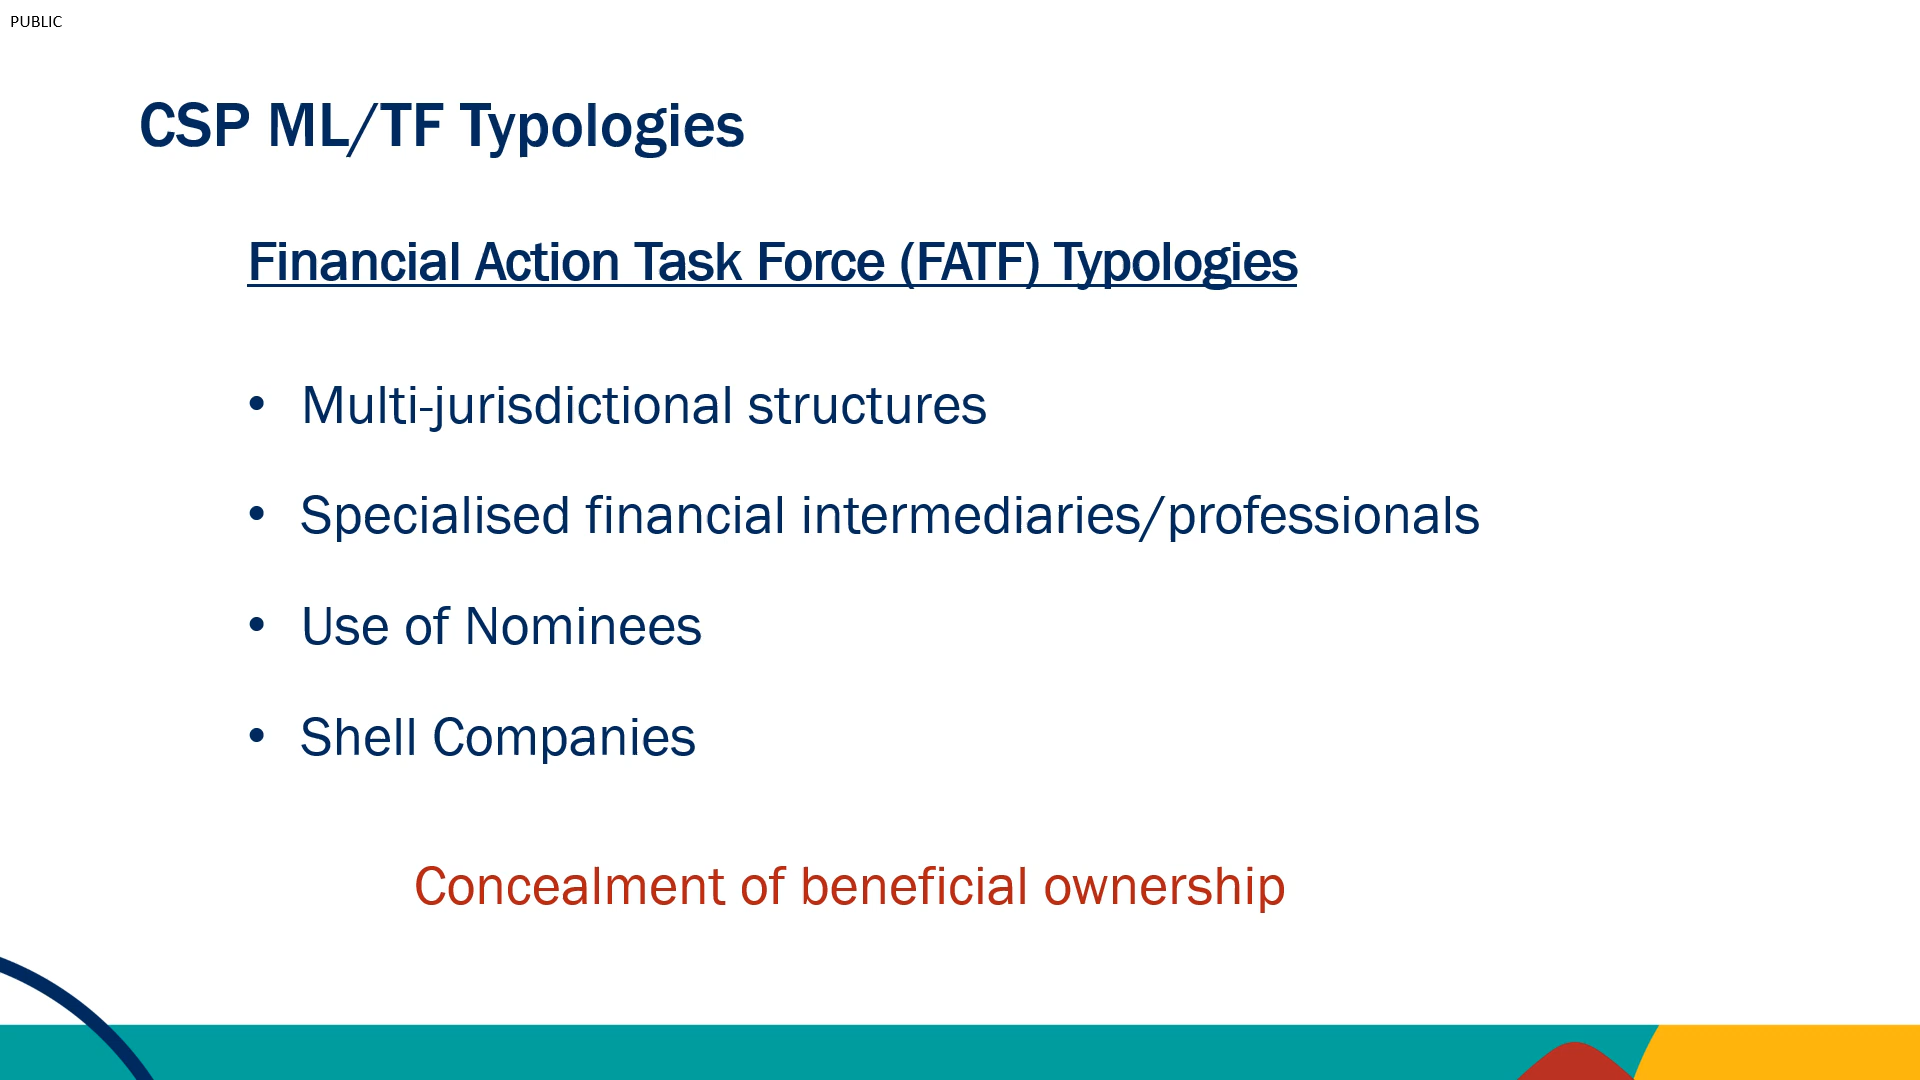 PUBLIC
CSP ML/TF Typologies
Financial Action Task Force (FATF) Typologies
• Multi-jurisdictional structures
• Specialised financial intermediaries/professionals
• Use of Nominees
• Shell Companies
Concealment of beneficial ownership